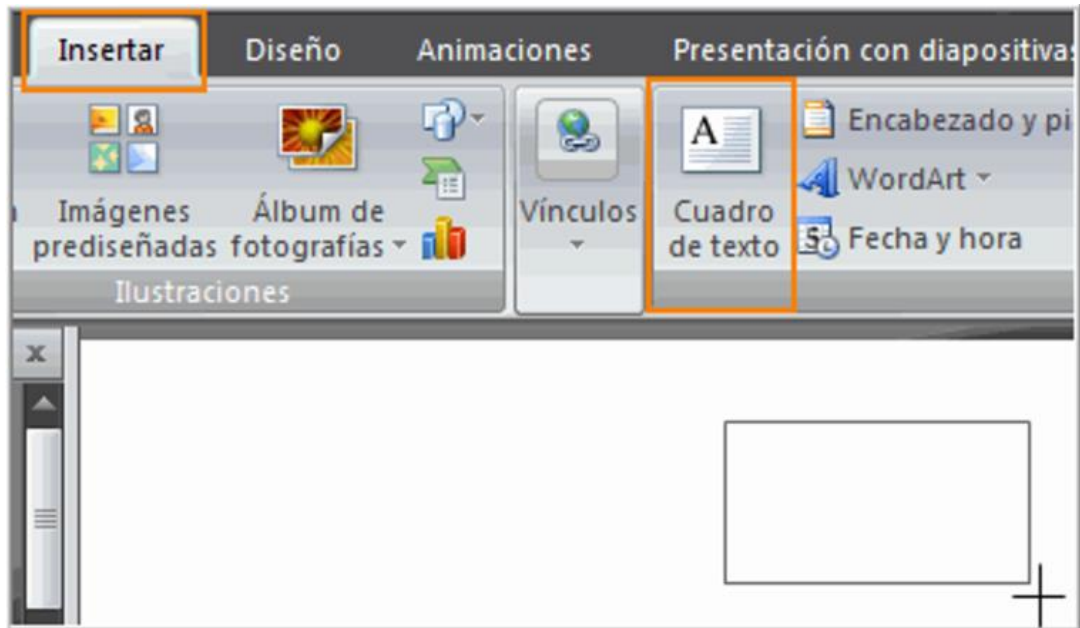 Insertar Diseño Animaciones Presentación con diapositivas
Imágenes
prediseñadas
Álbum de
fotografías
Ilustraciones
Vínculos
A
Cuadro
de texto
Encabezado y pi
WordArt
5
Fecha y hora